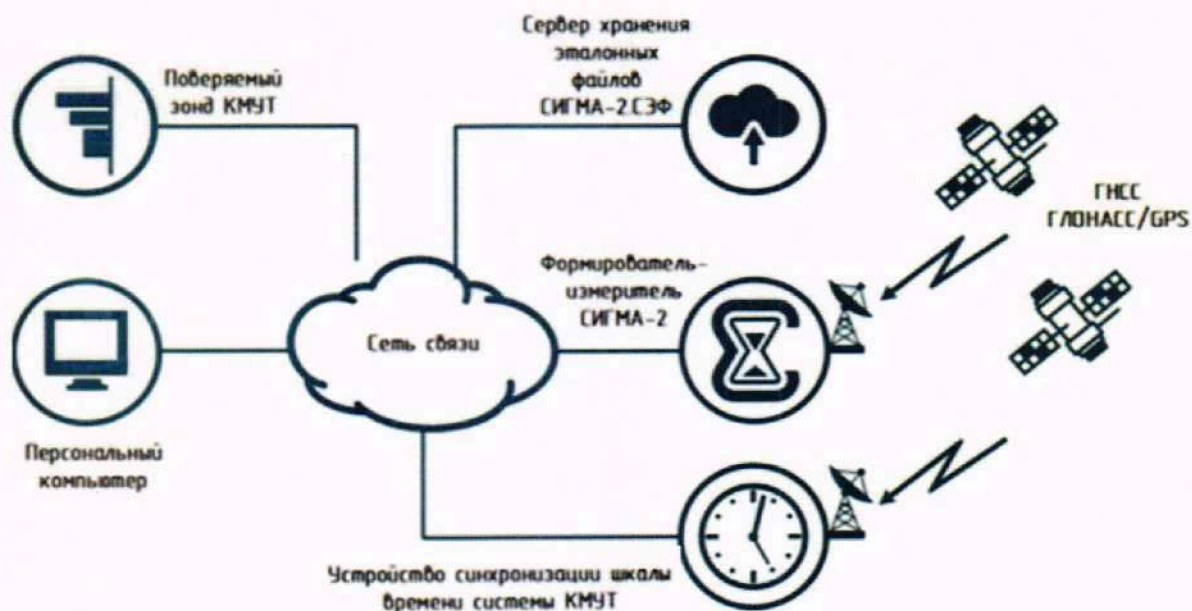 Сервер хранения
эталонных
файлов
СИГМА-2.СЭФ
Поверяемый
зонд КМУТ
ГНСС
ГЛОНАСС/GPS
Формирователь-
измеритель
СИГМА-2
Сеть связи
Персональный
компьютер
Устройство синхронизации шкалы
времени системы КМУТ